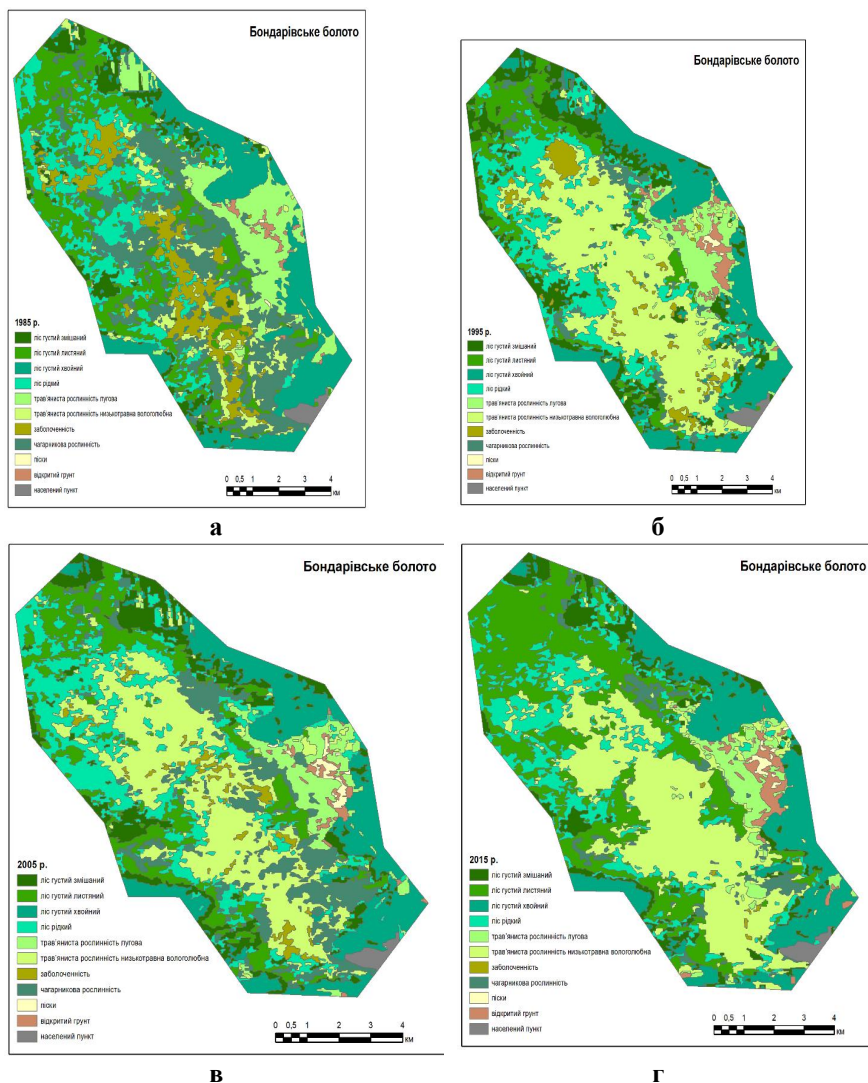 Бондарівське болото
1985 р.
ліс густий змішаний
ліс густий листяний
ліс густий хвойний
ліс рідкий
трав'яниста рослинність лугова
трав'яниста рослинність низькотравна вологолюбна
заболоченність
чагарникова рослинність
піски
відкритий грунт
населений пункт
0 0,5 1 2 3 4
км
а
Бондарівське болото
1995 р.
ліс густий змішаний
ліс густий листяний
ліс густий хвойний
ліс рідкий
трав'яниста рослинність лугова
трав'яниста рослинність низькотравна вологолюбна
заболоченність
чагарникова рослинність
піски
відкритий грунт
населений пункт
0 0,5 1 2 3 4
км
б
Бондарівське болото
2005 р.
ліс густий змішаний
ліс густий листяний
ліс густий хвойний
ліс рідкий
трав'яниста рослинність лугова
трав'яниста рослинність низькотравна вологолюбна
заболоченність
чагарникова рослинність
піски
відкритий грунт
населений пункт
0 0,5 1 2 3 4
км
в
Бондарівське болото
2015 р.
ліс густий змішаний
ліс густий листяний
ліс густий хвойний
ліс рідкий
трав'яниста рослинність лугова
трав'яниста рослинність низькотравна вологолюбна
заболоченність
чагарникова рослинність
піски
відкритий грунт
населений пункт
0 0,5 1 2 3 4
км
г